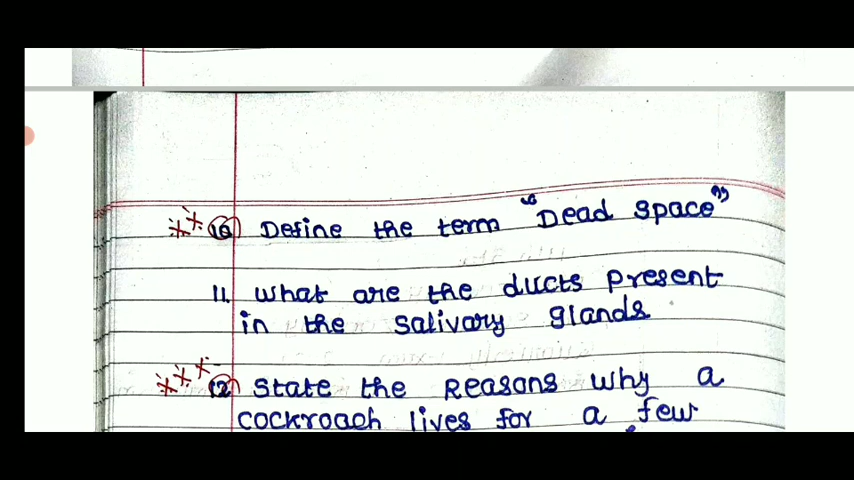 10 Define the term "Dead space"
11. what are the ducts present
in the salivary glands
12 State the Reasons why a
cockroach lives for a few